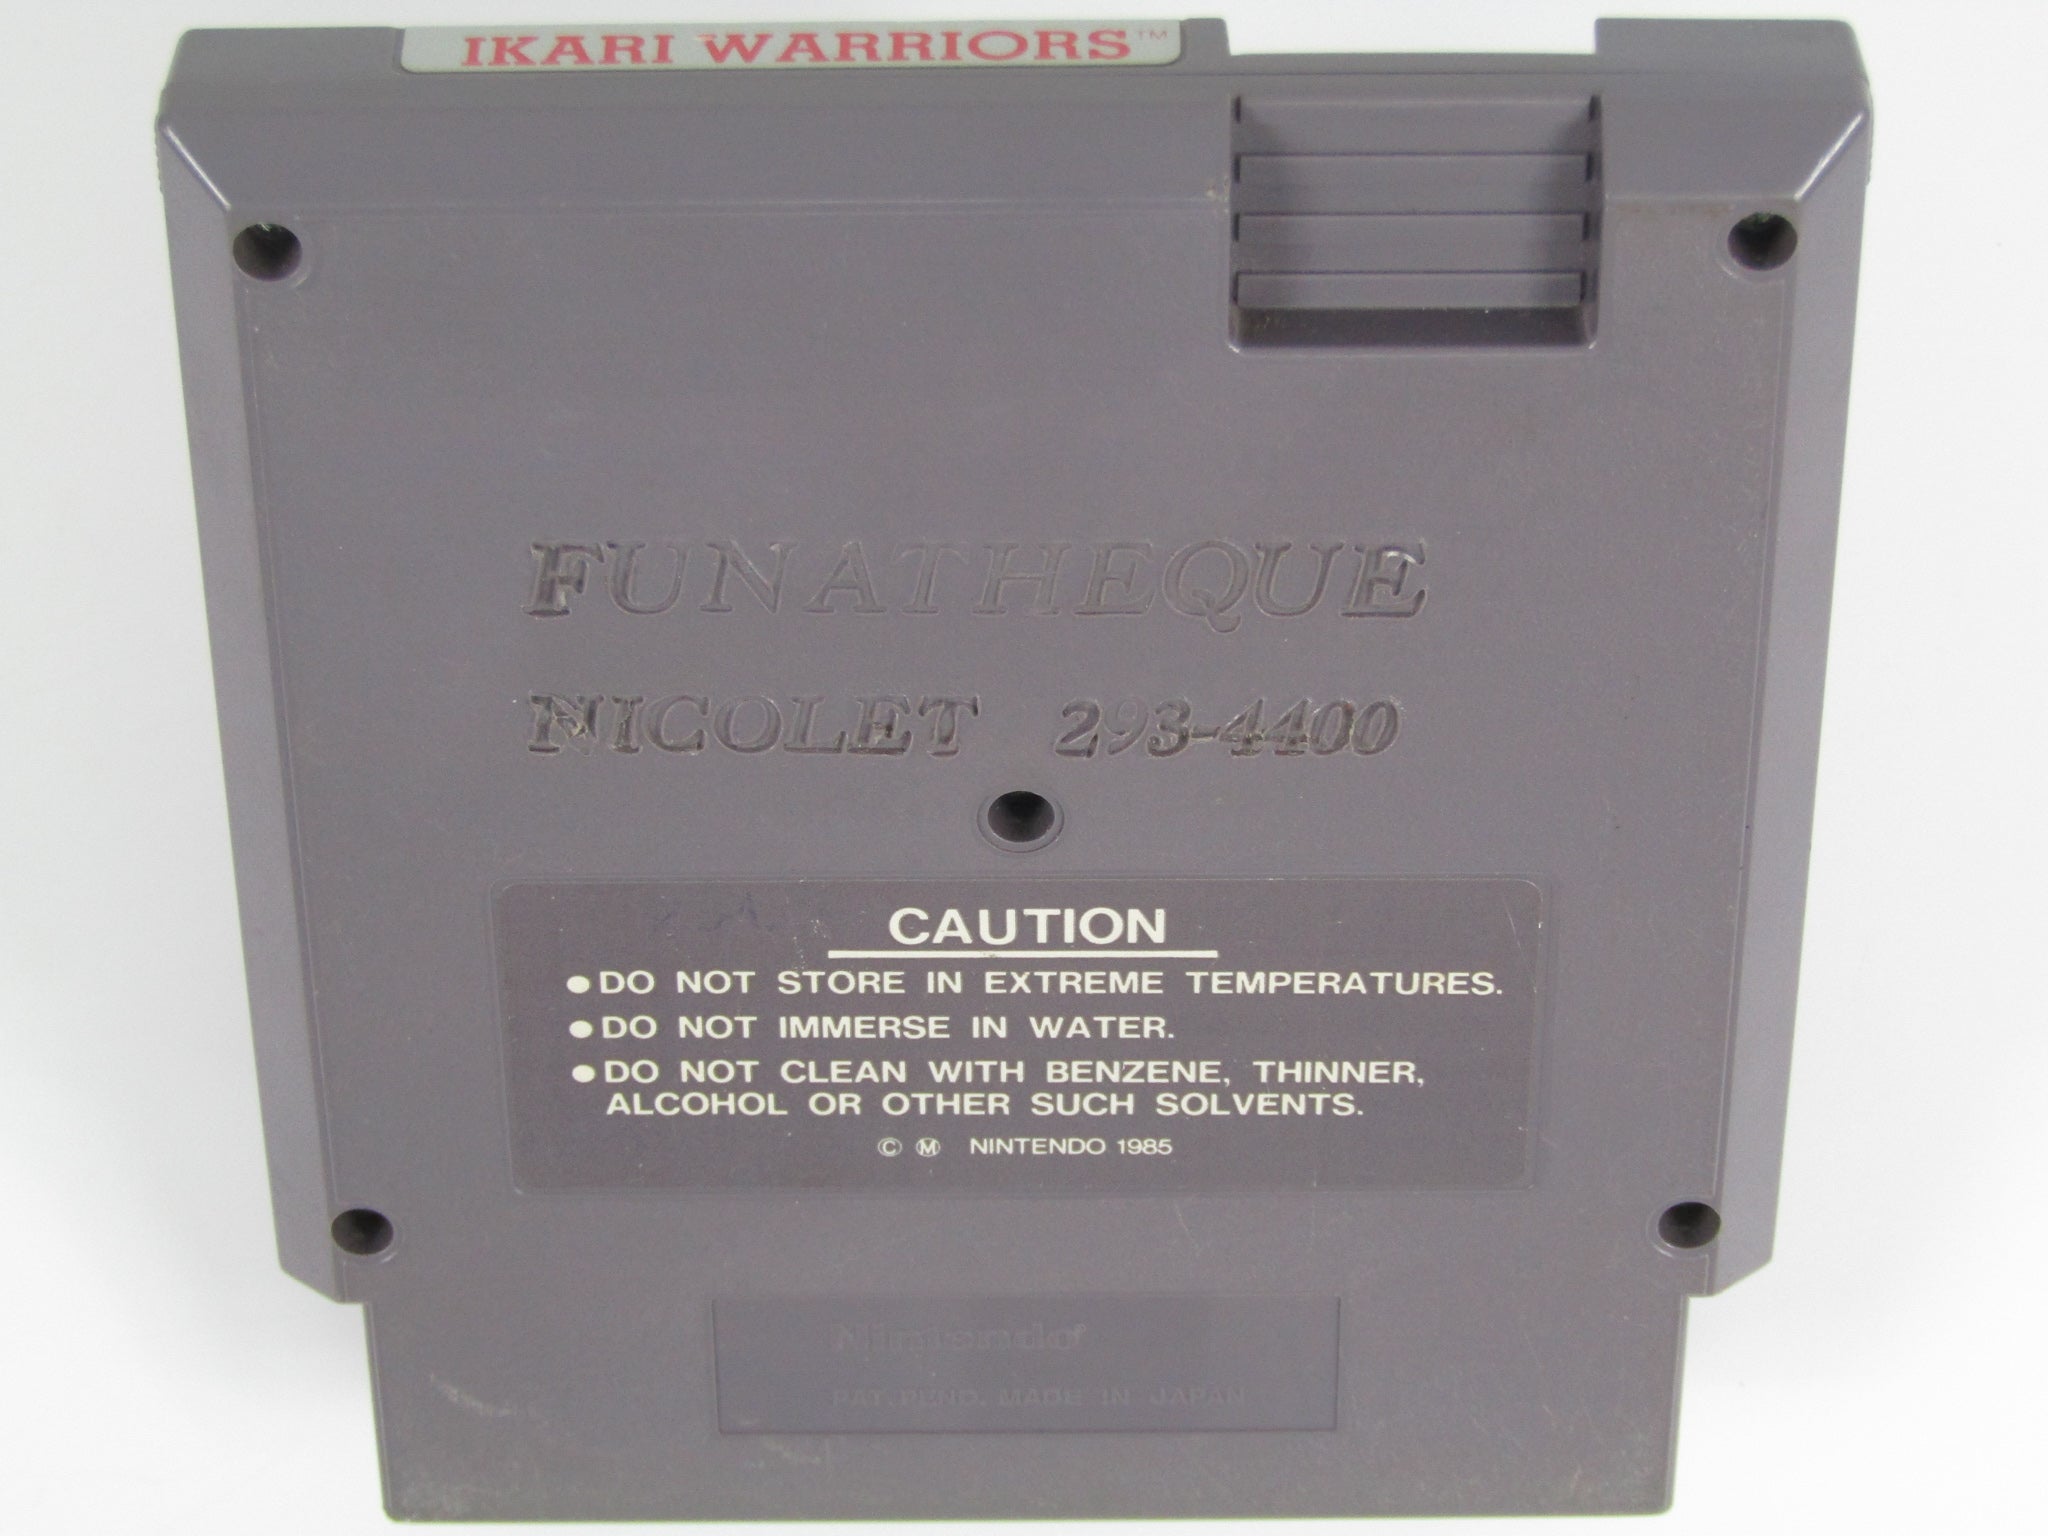 IKARI WARRIORS™
FUNATHEQUE
NICOLET 293-4400
CAUTION
●DO NOT STORE IN EXTREME TEMPERATURES.
●DO NOT IMMERSE IN WATER.
●DO NOT CLEAN WITH BENZENE, THINNER,
ALCOHOL OR OTHER SUCH SOLVENTS.
© Ⓜ NINTENDO 1985
Nintendo®
PAT. PEND. MADE IN JAPAN